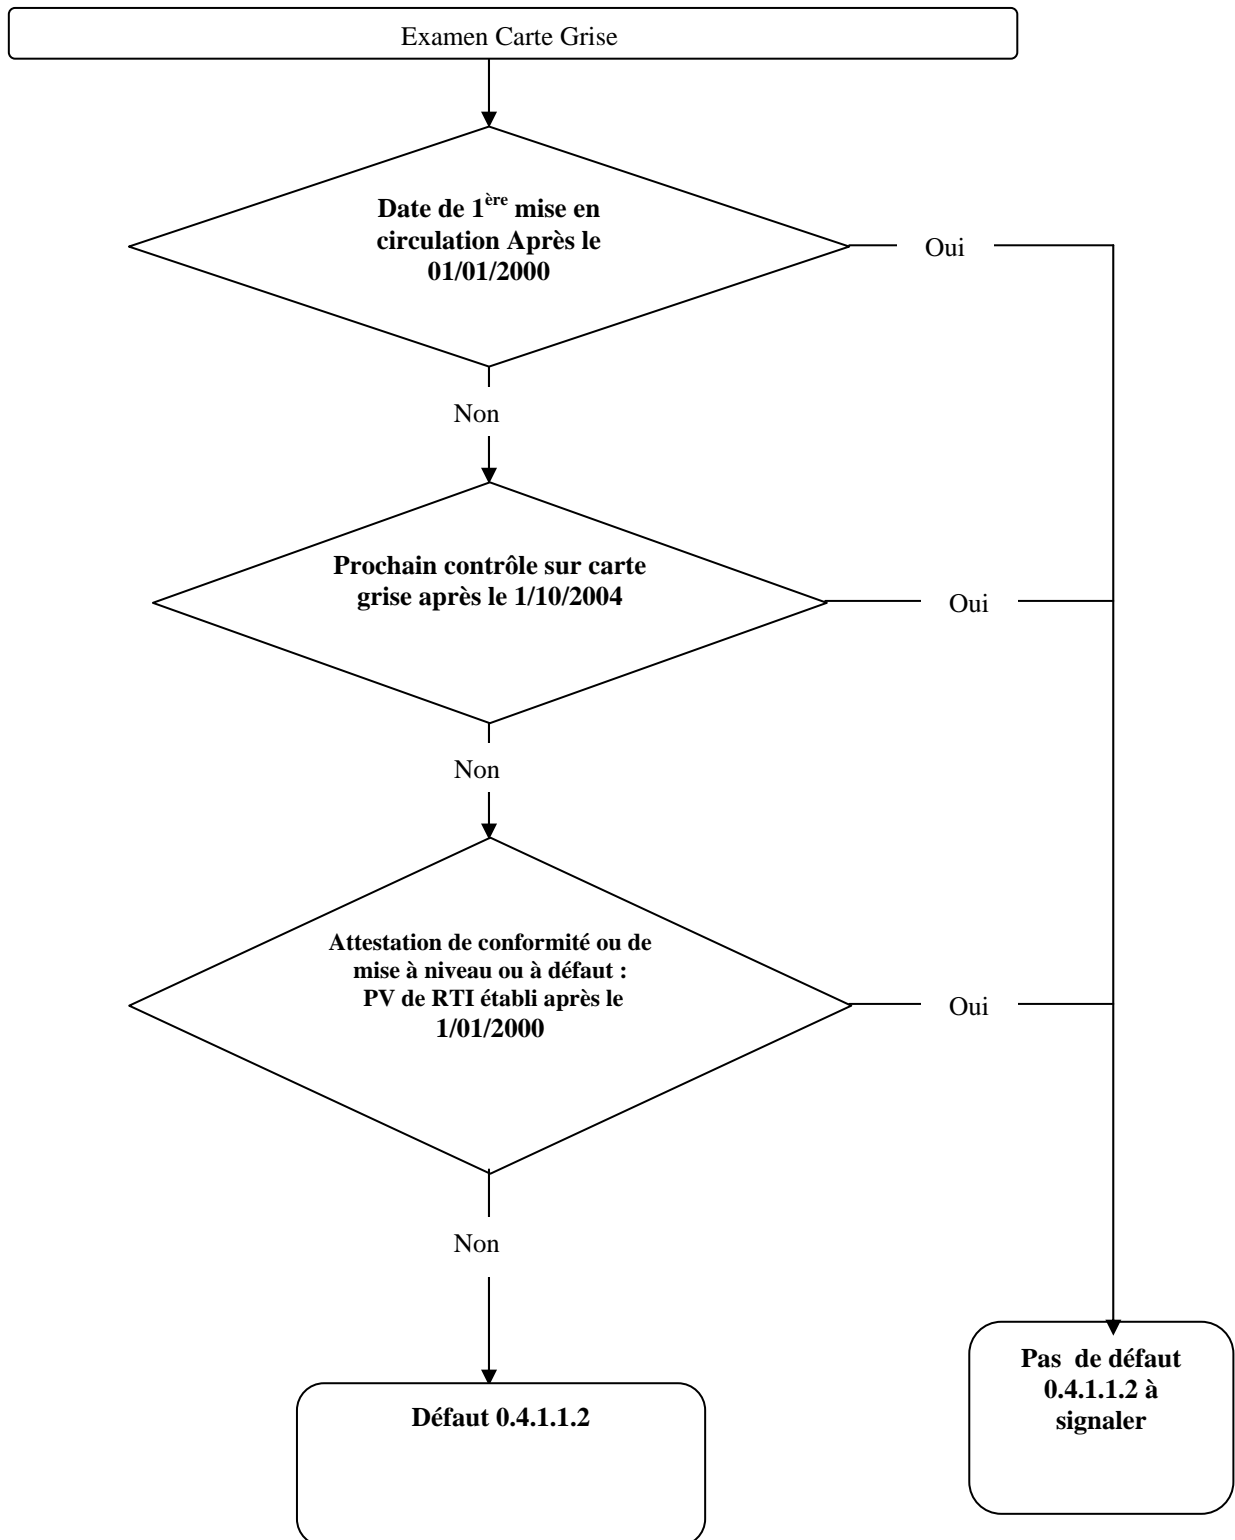 Examen Carte Grise
Date de 1ère mise en
circulation Après le
01/01/2000
Oui
Non
Prochain contrôle sur carte
grise après le 1/10/2004
Oui
Non
Attestation de conformité ou de
mise à niveau ou à défaut :
PV de RTI établi après le
1/01/2000
Oui
Non
Pas de défaut
0.4.1.1.2 à
signaler
Défaut 0.4.1.1.2